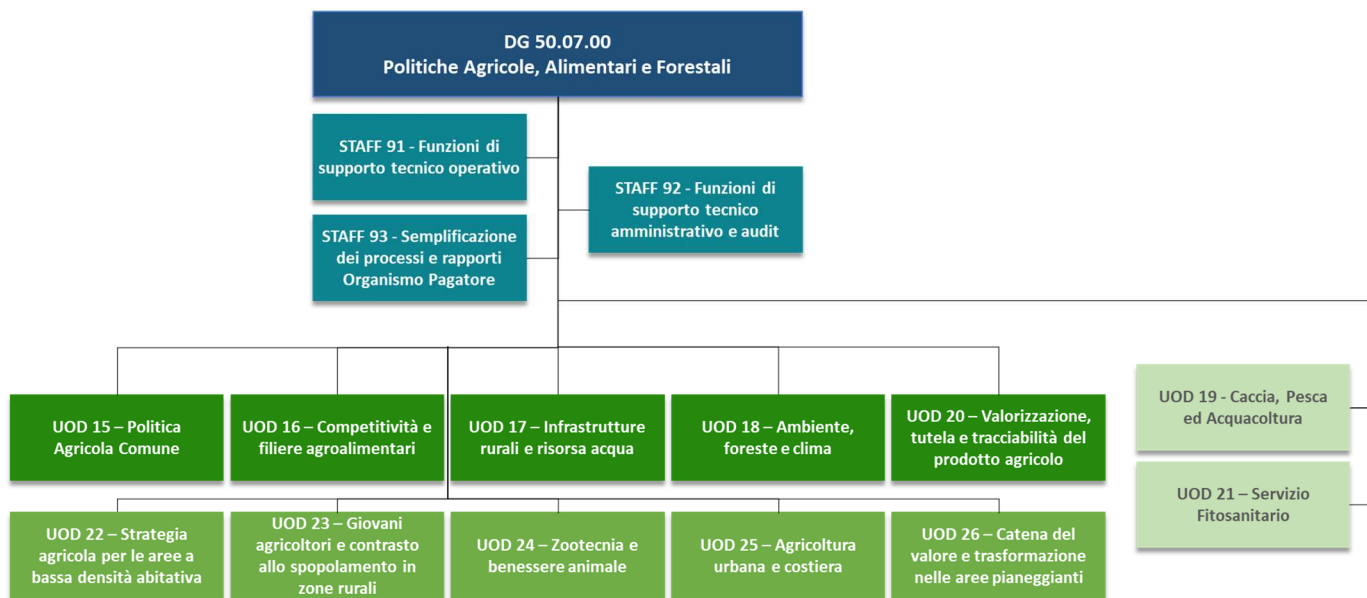 DG 50.07.00
Politiche Agricole, Alimentari e Forestali
STAFF 91 - Funzioni di
supporto tecnico operativo
STAFF 92 - Funzioni di
supporto tecnico
amministrativo e audit
STAFF 93 - Semplificazione
dei processi e rapporti
Organismo Pagatore
UOD 15 – Politica
Agricola Comune
UOD 16 – Competitività e
filiere agroalimentari
UOD 17 – Infrastrutture
rurali e risorsa acqua
UOD 18 – Ambiente,
foreste e clima
UOD 20 – Valorizzazione,
tutela e tracciabilità del
prodotto agricolo
UOD 19 - Caccia, Pesca
ed Acquacoltura
UOD 21 – Servizio
Fitosanitario
UOD 22 – Strategia
agricola per le aree a
bassa densità abitativa
UOD 23 – Giovani
agricoltori e contrasto
allo spopolamento in
zone rurali
UOD 24 – Zootecnia e
benessere animale
UOD 25 – Agricoltura
urbana e costiera
UOD 26 – Catena del
valore e trasformazione
nelle aree pianeggianti